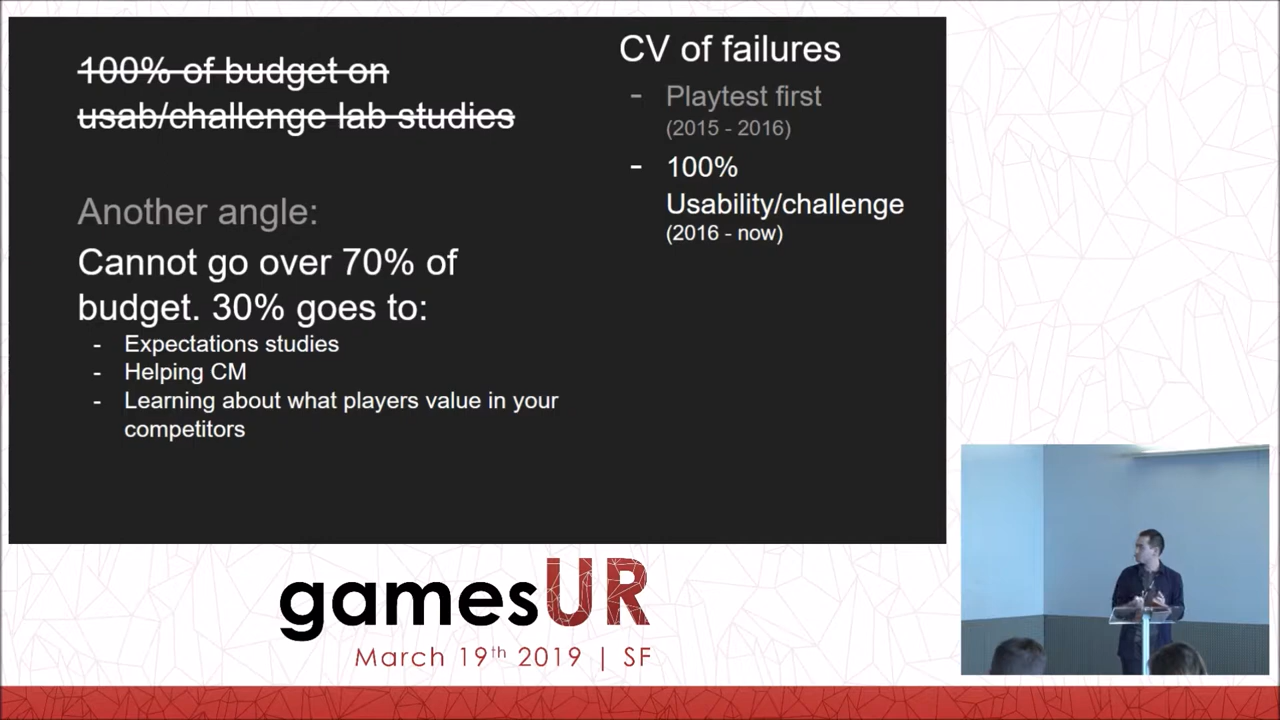 100% of budget on
usab/challenge lab studies
Another angle:
Cannot go over 70% of
budget. 30% goes to:
- Expectations studies
- Helping CM
- Learning about what players value in your
competitors
CV of failures
- Playtest first
(2015 - 2016)
- 100%
Usability/challenge
(2016 - now)
gamesUR
March 19th 2019 | SF